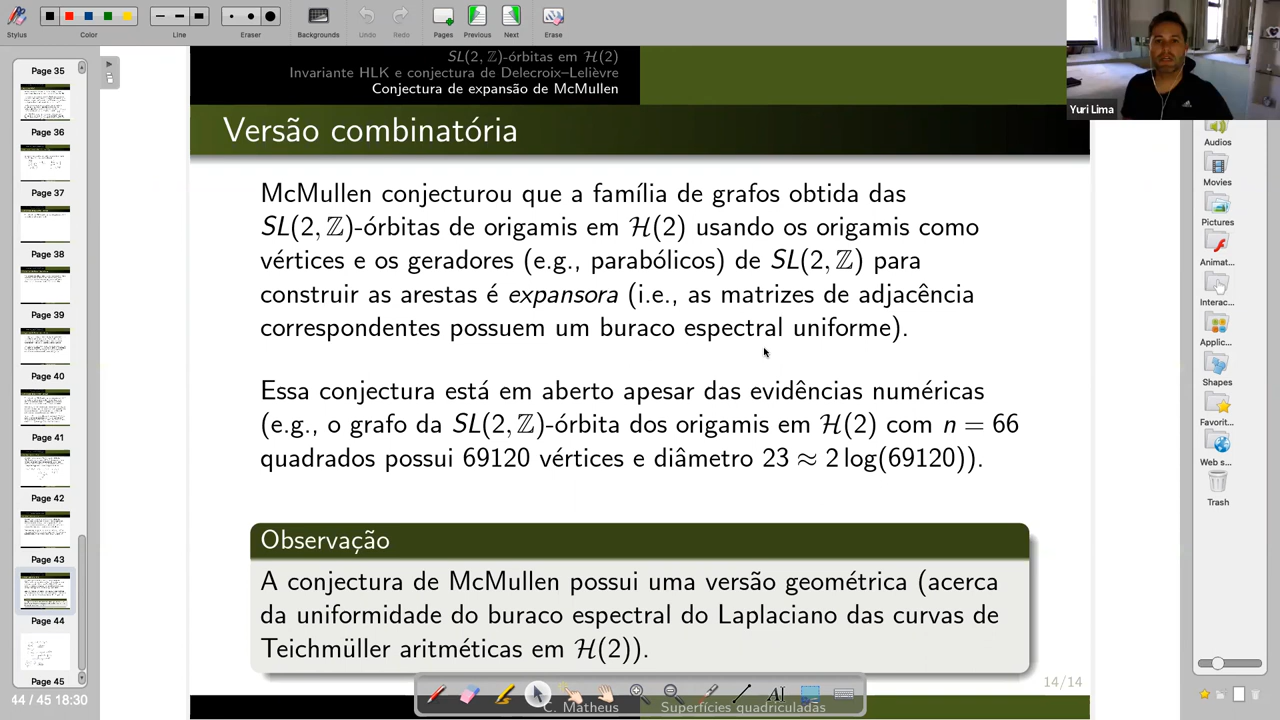 Stylus
Color
Line
Eraser
Backgrounds
Undo
Redo
Pages
Previous
Next
Erase
Yuri Lima
Page 35
Page 36
Page 37
Page 38
Page 39
Page 40
Page 41
Page 42
Page 43
Page 44
Page 45
44 / 45 18:30
SL(2, ℤ)-órbitas em ℋ(2)
Invariante HLK e conjectura de Delecroix–Lelièvre
Conjectura de expansão de McMullen
Versão combinatória
McMullen conjecturou que a família de grafos obtida das
SL(2, ℤ)-órbitas de origamis em ℋ(2) usando os origamis como
vértices e os geradores (e.g., parabólicos) de SL(2, ℤ) para
construir as arestas é expansora (i.e., as matrizes de adjacência
correspondentes possuem um buraco espectral uniforme).
Essa conjectura está em aberto apesar das evidências numéricas
(e.g., o grafo da SL(2, ℤ)-órbita dos origamis em ℋ(2) com n = 66
quadrados possui 69120 vértices e diâmetro 23 ≈ 2 log(69120)).
Observação
A conjectura de McMullen possui uma versão geométrica (acerca
da uniformidade do buraco espectral do Laplaciano das curvas de
Teichmüller aritméticas em ℋ(2)).
14/14
C. Matheus
Superfícies quadriculadas
Audios
Movies
Pictures
Animat...
Interac...
Applic...
Shapes
Favorit...
Web s...
Trash